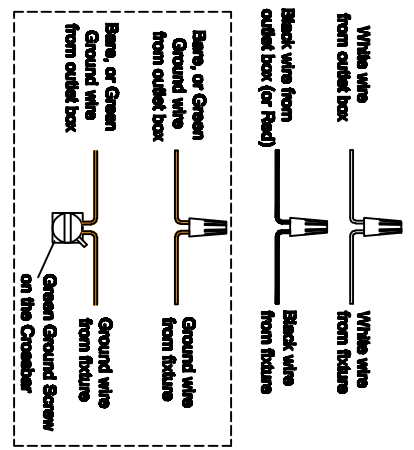 White wire
from outlet box
White wire
from fixture
Black wire from
outlet box (or Red)
Black wire
from fixture
Bare, or Green
Ground wire
from outlet box
Ground wire
from fixture
Bare, or Green
Ground wire
from outlet box
Ground wire
from fixture
Green Ground Screw
on the Crossbar